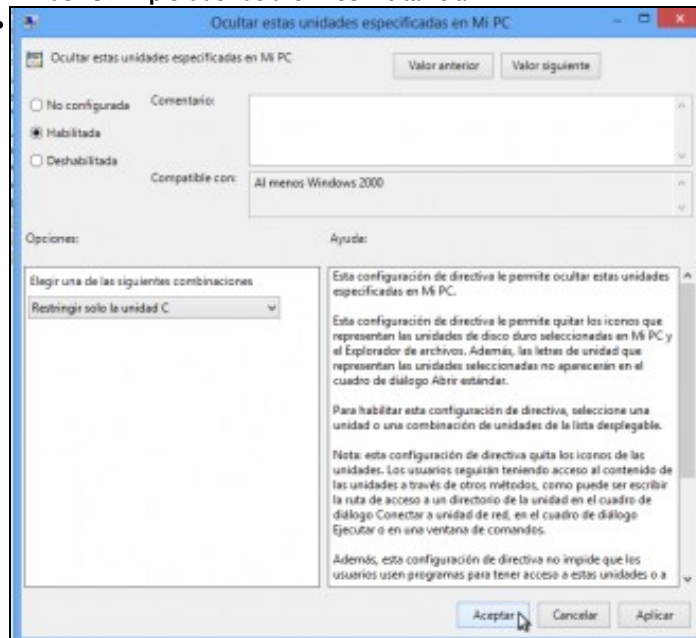 Ocultar estas unidades especificadas en Mi PC
Ocultar estas unidades especificadas en Mi PC
Valor anterior
Valor siguiente
No configurada
Comentario:
Habilitada
Deshabilitada
Compatible con:
Al menos Windows 2000
Opciones:
Ayuda:
Elegir una de las siguientes combinaciones
Restringir solo la unidad C
Esta configuración de directiva le permite ocultar estas unidades
especificadas en Mi PC.
Esta configuración de directiva le permite quitar los iconos que
representan las unidades de disco duro seleccionadas en Mi PC y
el Explorador de archivos. Además, las letras de unidad que
representan las unidades seleccionadas no aparecerán en el
cuadro de diálogo Abrir estándar.
Para habilitar esta configuración de directiva, seleccione una
unidad o una combinación de unidades de la lista desplegable.
Nota: esta configuración de directiva quita los iconos de las
unidades. Los usuarios seguirán teniendo acceso al contenido de
las unidades a través de otros métodos, como puede ser escribir
la ruta de acceso a un directorio de la unidad en el cuadro de
diálogo Conectar a unidad de red, en el cuadro de diálogo
Ejecutar o en una ventana de comandos.
Además, esta configuración de directiva no impide que los
usuarios usen programas para tener acceso a estas unidades o a
Aceptar
Cancelar
Aplicar